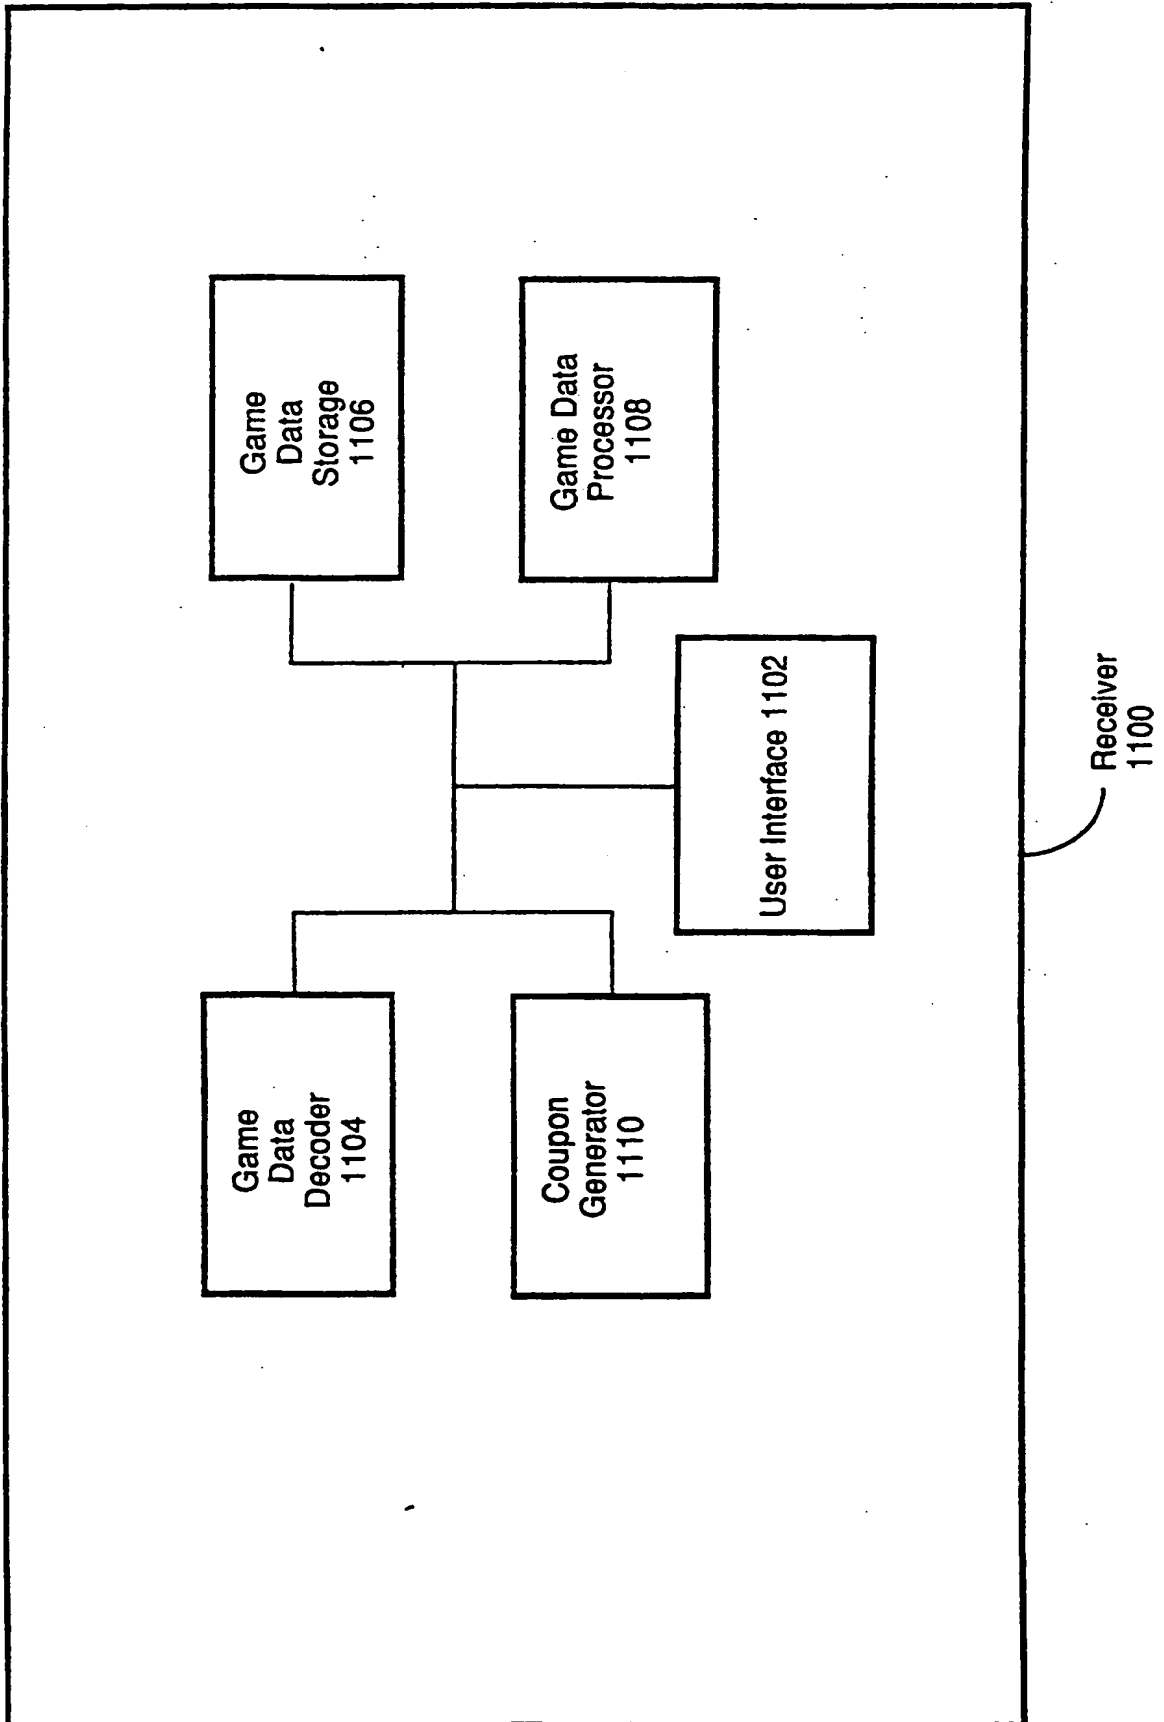 Game
Data
Decoder
1104
Game
Data
Storage
1106
Coupon
Generator
1110
Game Data
Processor
1108
User Interface 1102
Receiver
1100